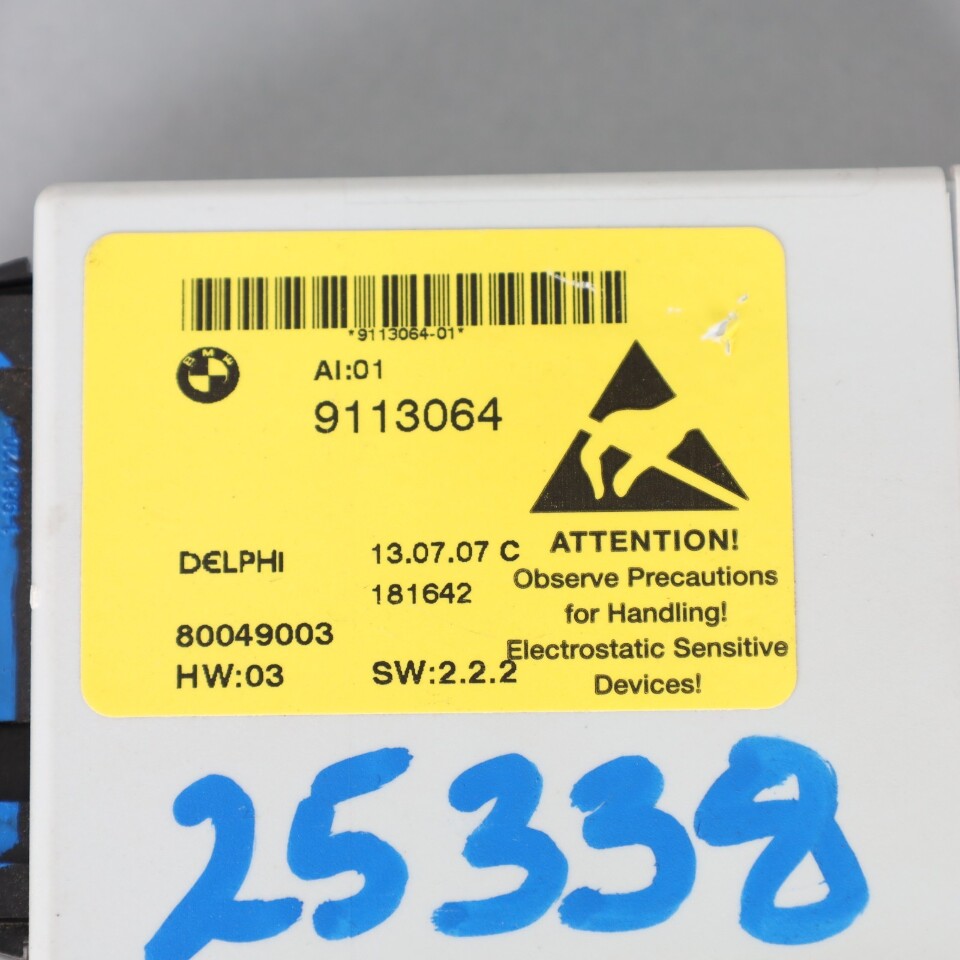 *9113064-01*
BMW
AI:01
9113064
DELPHI
13.07.07 C
181642
80049003
HW:03
SW:2.2.2
ATTENTION!
Observe Precautions
for Handling!
Electrostatic Sensitive
Devices!
25338